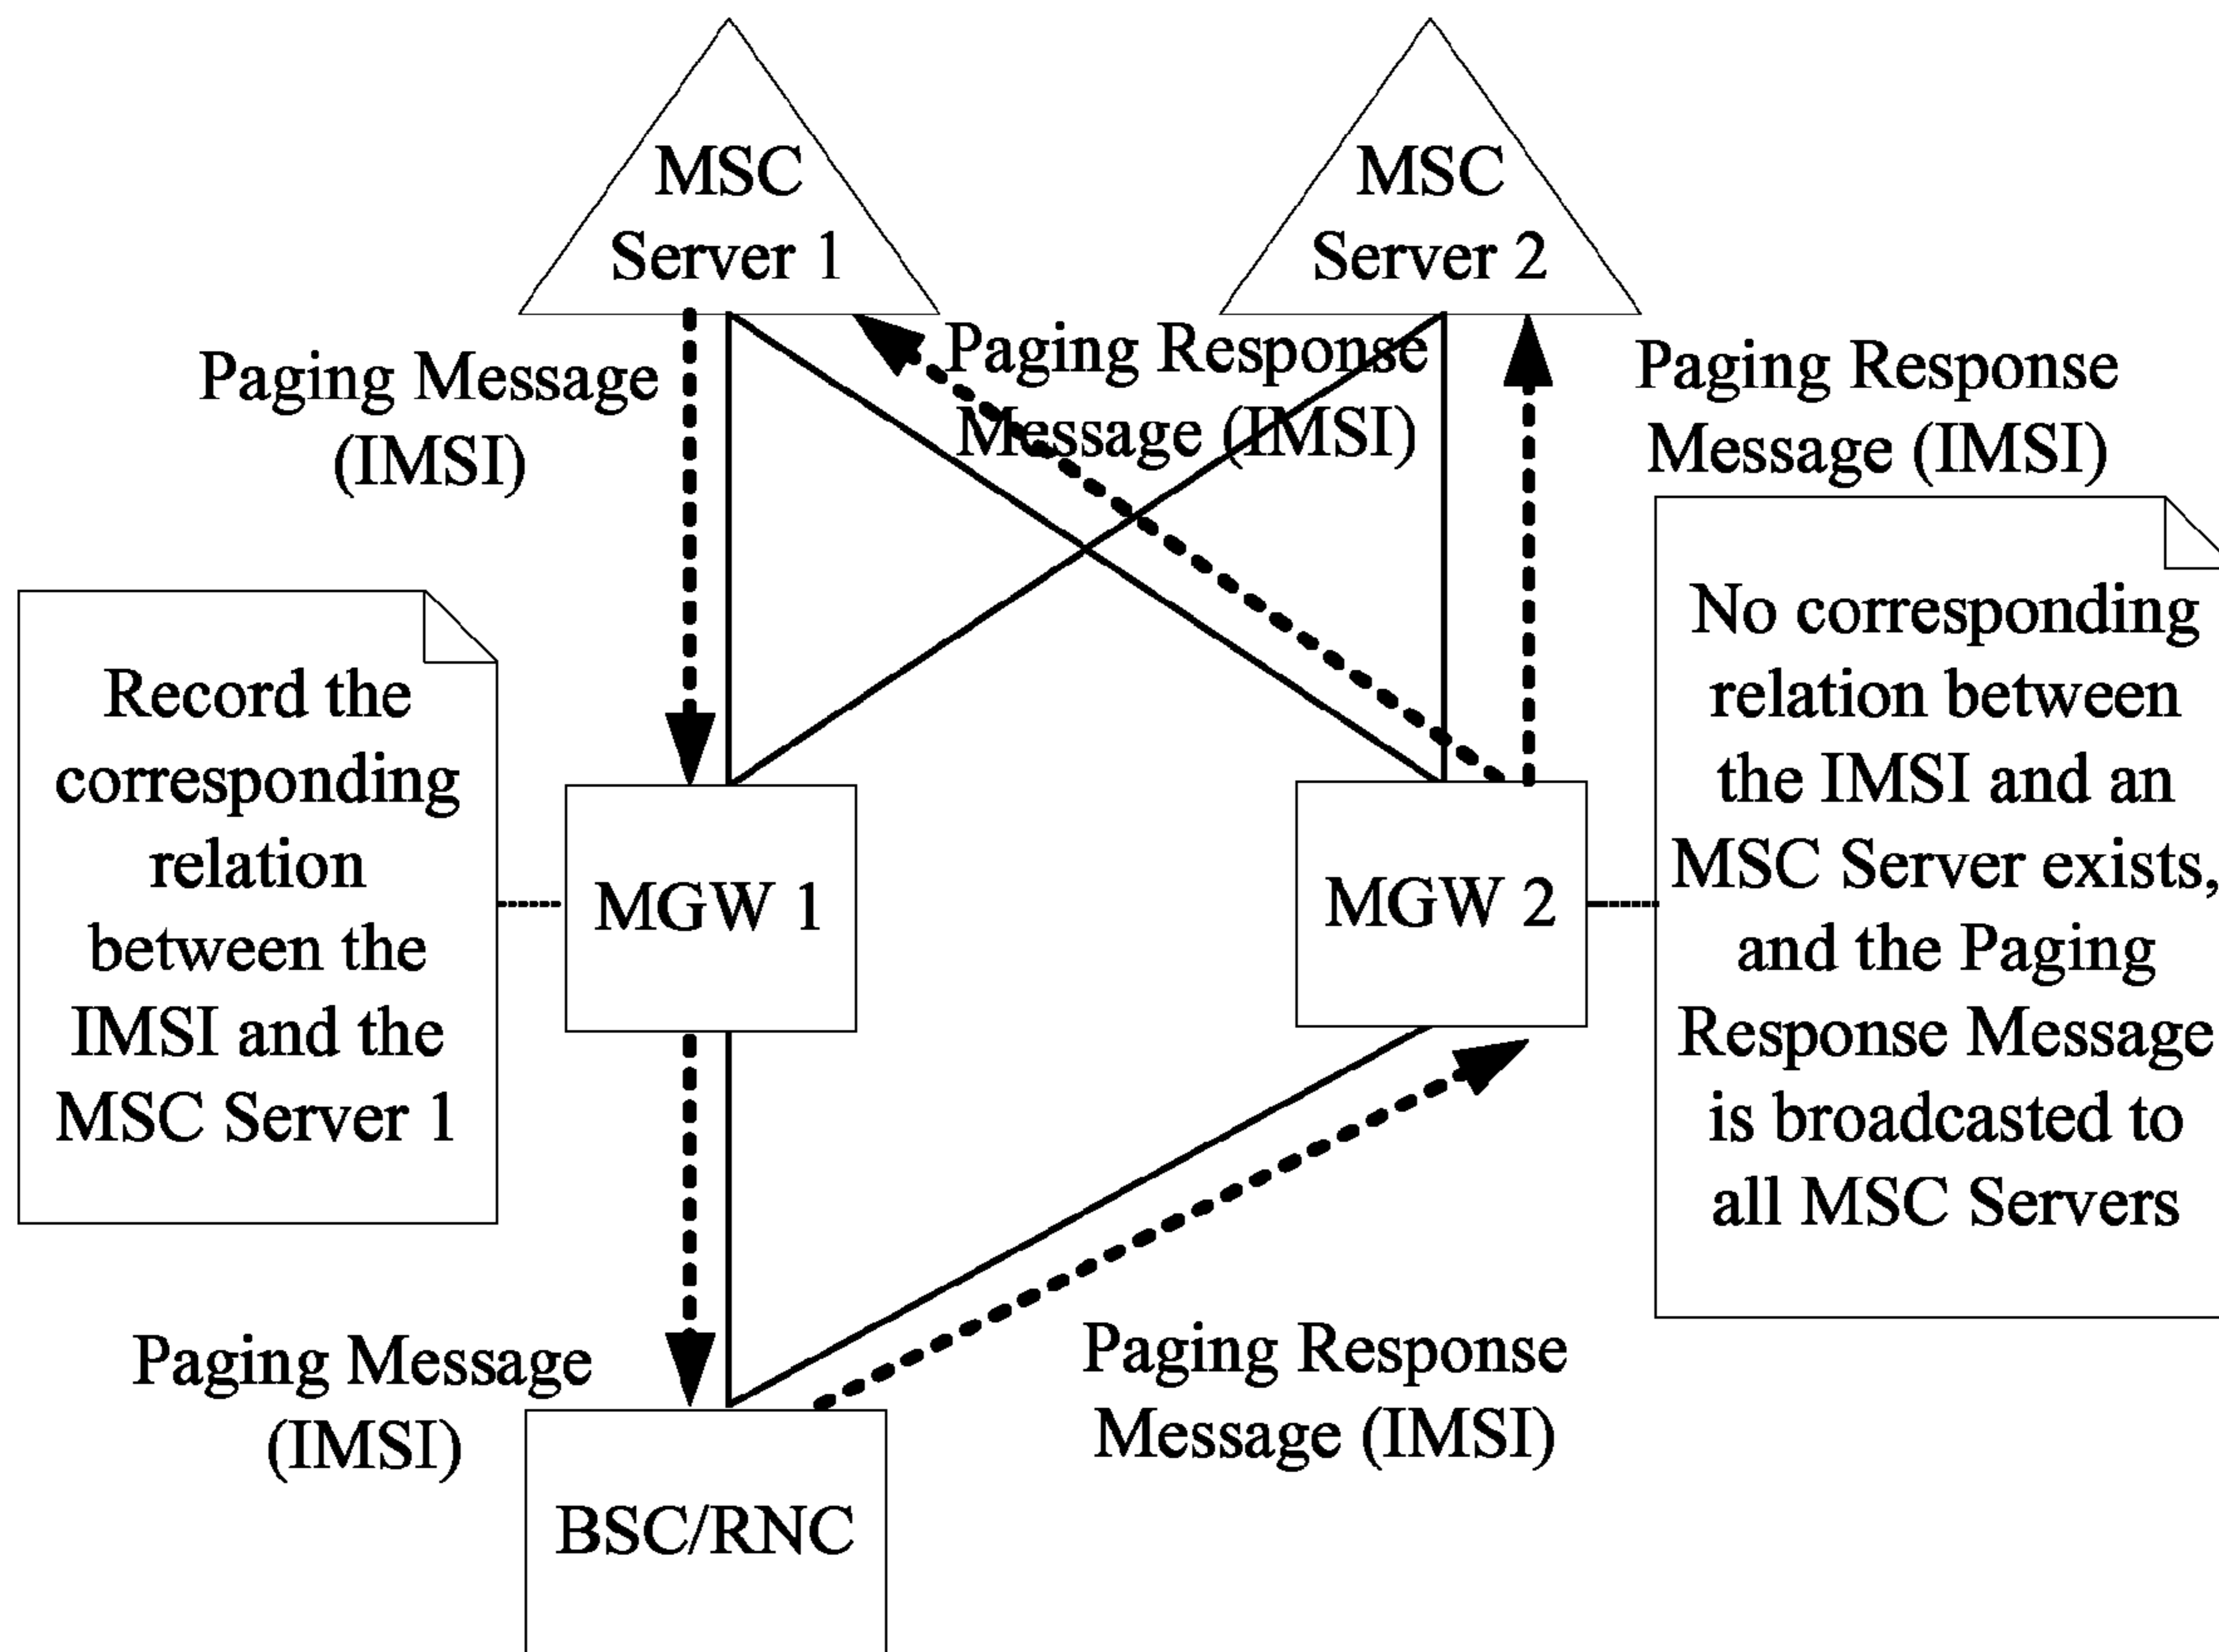 MSC
Server 1
MSC
Server 2
Paging Message
(IMSI)
Paging Response
Message (IMSI)
Paging Response
Message (IMSI)
Record the
corresponding
relation
between the
IMSI and the
MSC Server 1
MGW 1
MGW 2
No corresponding
relation between
the IMSI and an
MSC Server exists,
and the Paging
Response Message
is broadcasted to
all MSC Servers
Paging Message
(IMSI)
Paging Response
Message (IMSI)
BSC/RNC